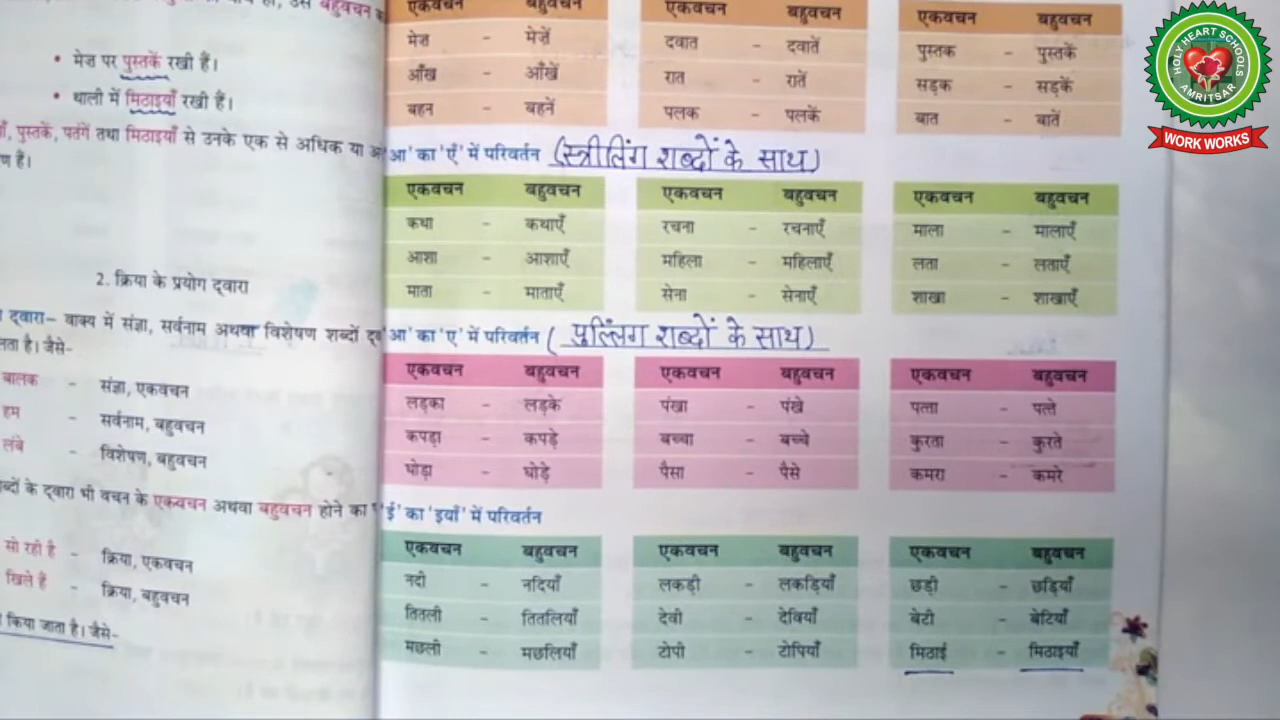 उसे बहुवचन
• मेज़ पर पुस्तकें रखी हैं।
• थाली में मिठाइयाँ रखी हैं।
पुस्तकें, पतंगें तथा मिठाइयाँ से उनके एक से अधिक या
2. क्रिया के प्रयोग द्वारा
द्वारा– वाक्य में संज्ञा, सर्वनाम अथवा विशेषण शब्दों
है। जैसे–
बालक - संज्ञा, एकवचन
हम - सर्वनाम, बहुवचन
लंबे - विशेषण, बहुवचन
के द्वारा भी वचन के एकवचन अथवा बहुवचन होने का
सो रही है - क्रिया, एकवचन
खिले हैं - क्रिया, बहुवचन
किया जाता है। जैसे–
एकवचन बहुवचन एकवचन बहुवचन एकवचन बहुवचन
मेज़ - मेज़ें दवात - दवातें पुस्तक - पुस्तकें
आँख - आँखें रात - रातें सड़क - सड़कें
बहन - बहनें पलक - पलकें बात - बातें
'आ' का 'एँ' में परिवर्तन (स्त्रीलिंग शब्दों के साथ)
एकवचन बहुवचन एकवचन बहुवचन एकवचन बहुवचन
कथा - कथाएँ रचना - रचनाएँ माला - मालाएँ
आशा - आशाएँ महिला - महिलाएँ लता - लताएँ
माता - माताएँ सेना - सेनाएँ शाखा - शाखाएँ
'आ' का 'ए' में परिवर्तन (पुल्लिंग शब्दों के साथ)
एकवचन बहुवचन एकवचन बहुवचन एकवचन बहुवचन
लड़का - लड़के पंखा - पंखे पत्ता - पत्ते
कपड़ा - कपड़े बच्चा - बच्चे कुरता - कुरते
घोड़ा - घोड़े पैसा - पैसे कमरा - कमरे
'ई' का 'इयाँ' में परिवर्तन
एकवचन बहुवचन एकवचन बहुवचन एकवचन बहुवचन
नदी - नदियाँ लकड़ी - लकड़ियाँ छड़ी - छड़ियाँ
तितली - तितलियाँ देवी - देवियाँ बेटी - बेटियाँ
मछली - मछलियाँ टोपी - टोपियाँ मिठाई - मिठाइयाँ
HOLY HEART SCHOOLS
AMRITSAR
WORK WORKS